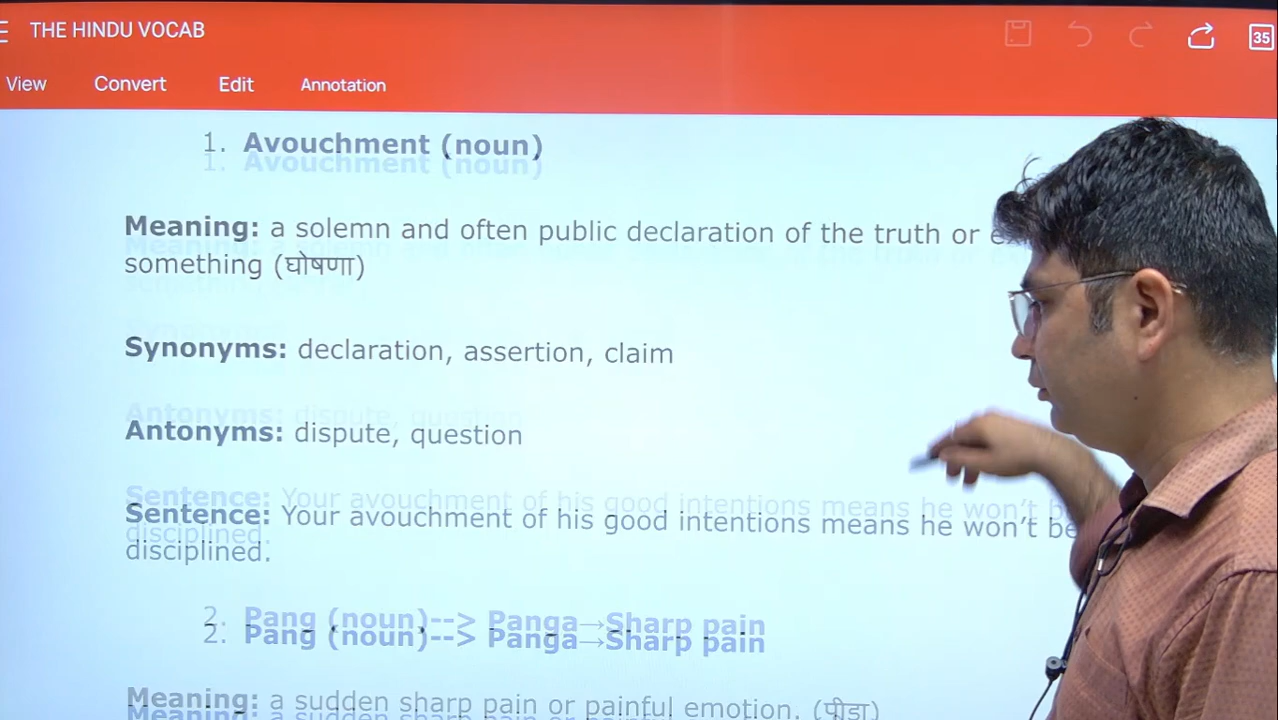 THE HINDU VOCAB
35
View Convert Edit Annotation
1. Avouchment (noun)
Meaning: a solemn and often public declaration of the truth or
something (घोषणा)
Synonyms: declaration, assertion, claim
Antonyms: dispute, question
Sentence: Your avouchment of his good intentions means he won’t be
disciplined.
2. Pang (noun)--> Panga→Sharp pain
Meaning: a sudden sharp pain or painful emotion. (पीड़ा)